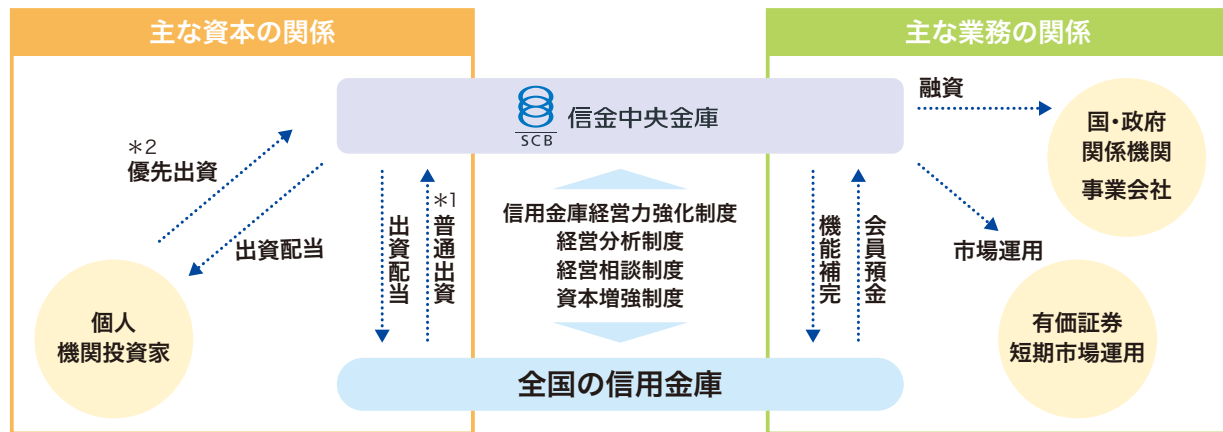 主な資本の関係
主な業務の関係
SCB
信金中央金庫
融資
国・政府
関係機関
事業会社
＊2
優先出資
出資配当
個人
機関投資家
出資配当
＊1
普通出資
信用金庫経営力強化制度
経営分析制度
経営相談制度
資本増強制度
機能補完
会員預金
市場運用
有価証券
短期市場運用
全国の信用金庫